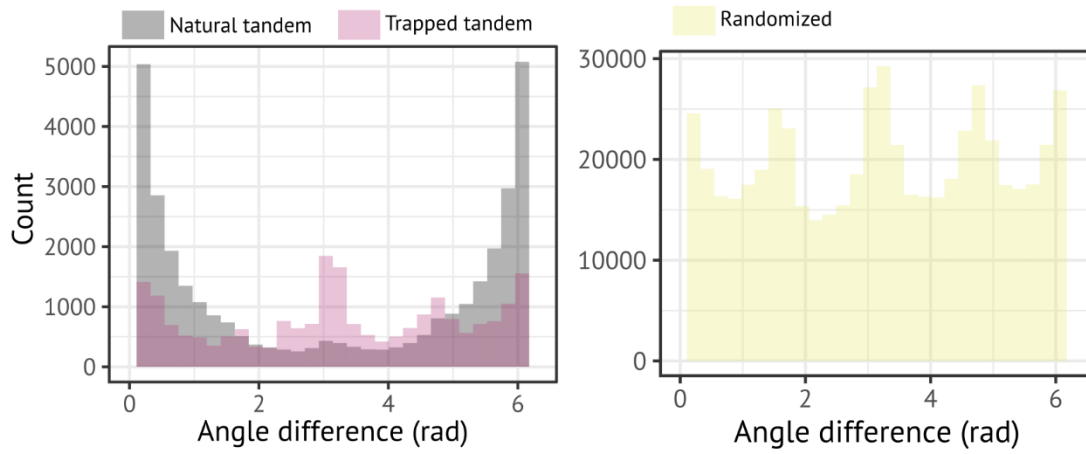 Natural tandem Trapped tandem
5000
4000
3000
2000
1000
0
Count
0 2 4 6
Angle difference (rad)
Randomized
30000
20000
10000
0
0 2 4 6
Angle difference (rad)